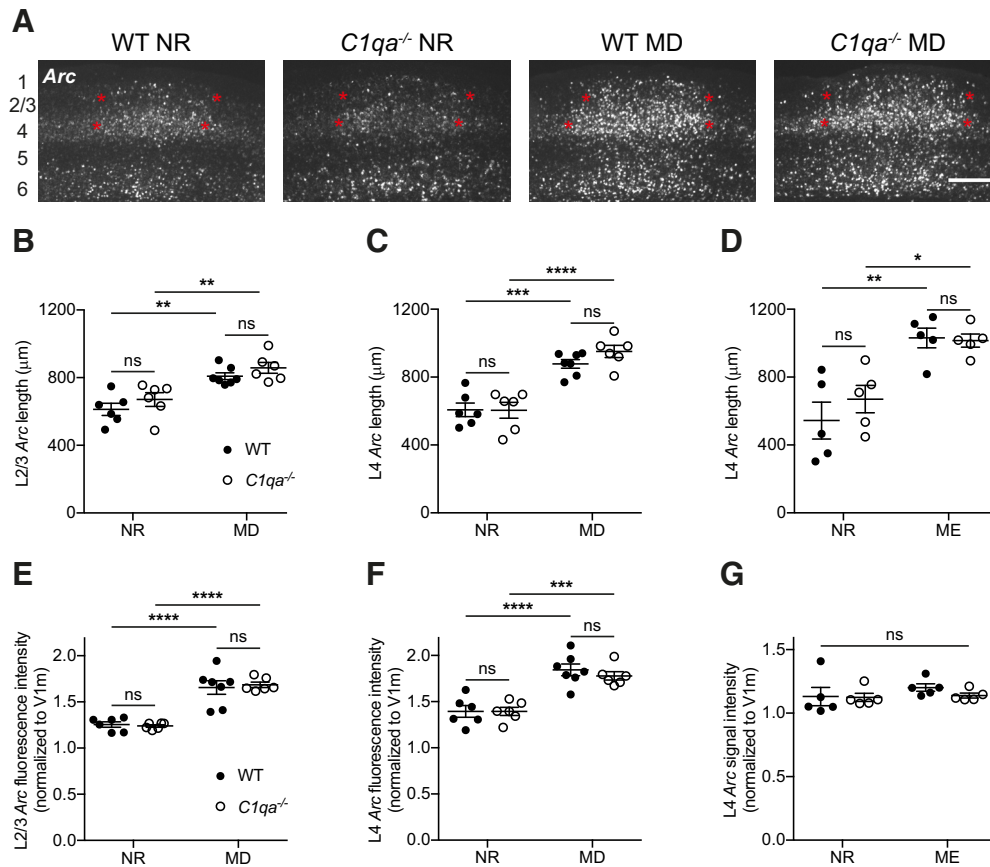 A
WT NR
C1qa-/- NR
WT MD
C1qa-/- MD
Arc
1
2/3
4
5
6
* * * *
* * * *
* * * *
* * * *
B
**
**
ns
ns
1200
800
400
0
L2/3 Arc length (µm)
WT
C1qa-/-
NR
MD
C
****
***
ns
ns
1200
800
400
0
L4 Arc length (µm)
NR
MD
D
*
**
ns
ns
1200
800
400
0
L4 Arc length (µm)
NR
ME
E
****
****
ns
ns
2.0
1.5
1.0
0.5
0.0
L2/3 Arc fluorescence intensity
(normalized to V1m)
WT
C1qa-/-
NR
MD
F
***
****
ns
ns
2.0
1.5
1.0
0.5
0.0
L4 Arc fluorescence intensity
(normalized to V1m)
NR
MD
G
ns
1.5
1.0
0.5
0.0
L4 Arc signal intensity
(normalized to V1m)
NR
ME